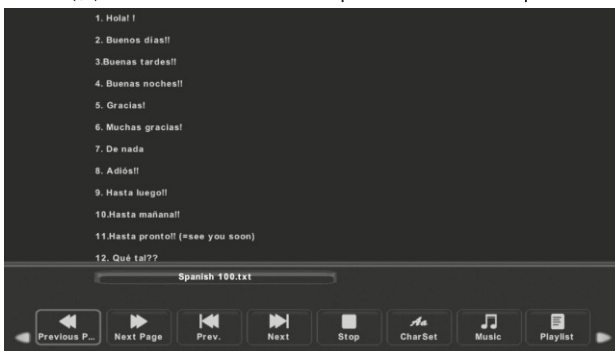 1. Hola! !
2. Buenos días!!
3.Buenas tardes!!
4. Buenas noches!!
5. Gracias!
6. Muchas gracias!
7. De nada
8. Adiós!!
9. Hasta luego!!
10.Hasta mañana!!
11.Hasta pronto!! (=see you soon)
12. Qué tal??
Spanish 100.txt
Previous P... Next Page Prev. Next Stop Aa CharSet Music Playlist